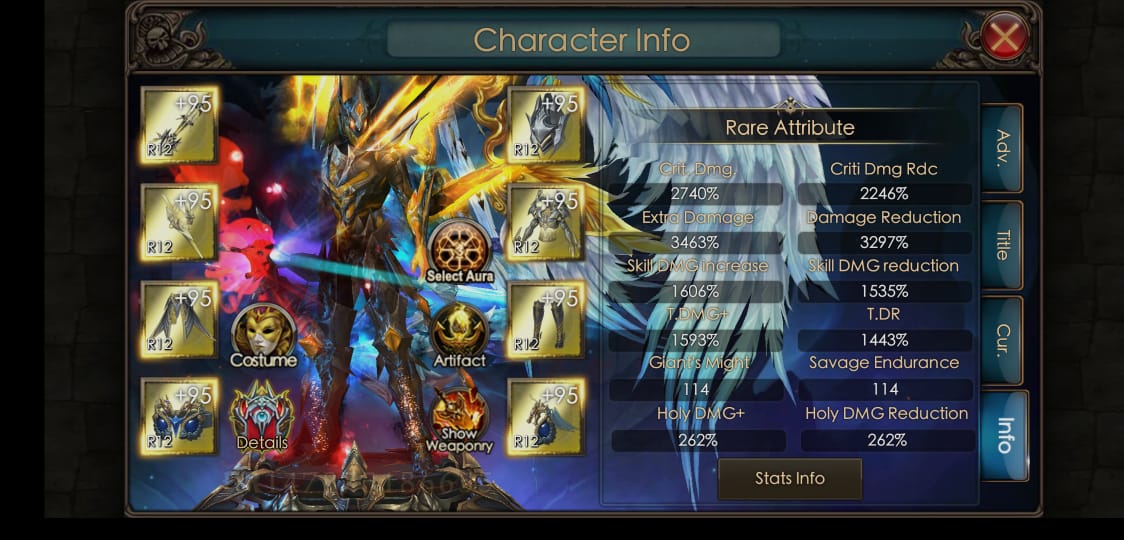 Character Info
+95
R12
+95
R12
+95
R12
+95
R12
+95
R12
+95
R12
+95
R12
+95
R12
Select Aura
Costume
Artifact
Details
Show
Weaponry
Rare Attribute
Crit. Dmg.
Criti Dmg Rdc
2740%
2246%
Extra Damage
Damage Reduction
3463%
3297%
Skill DMG increase
Skill DMG reduction
1606%
1535%
T.DMG+
T.DR
1593%
1443%
Giant's Might
Savage Endurance
114
114
Holy DMG+
Holy DMG Reduction
262%
262%
Stats Info
Adv.
Title
Cur.
Info